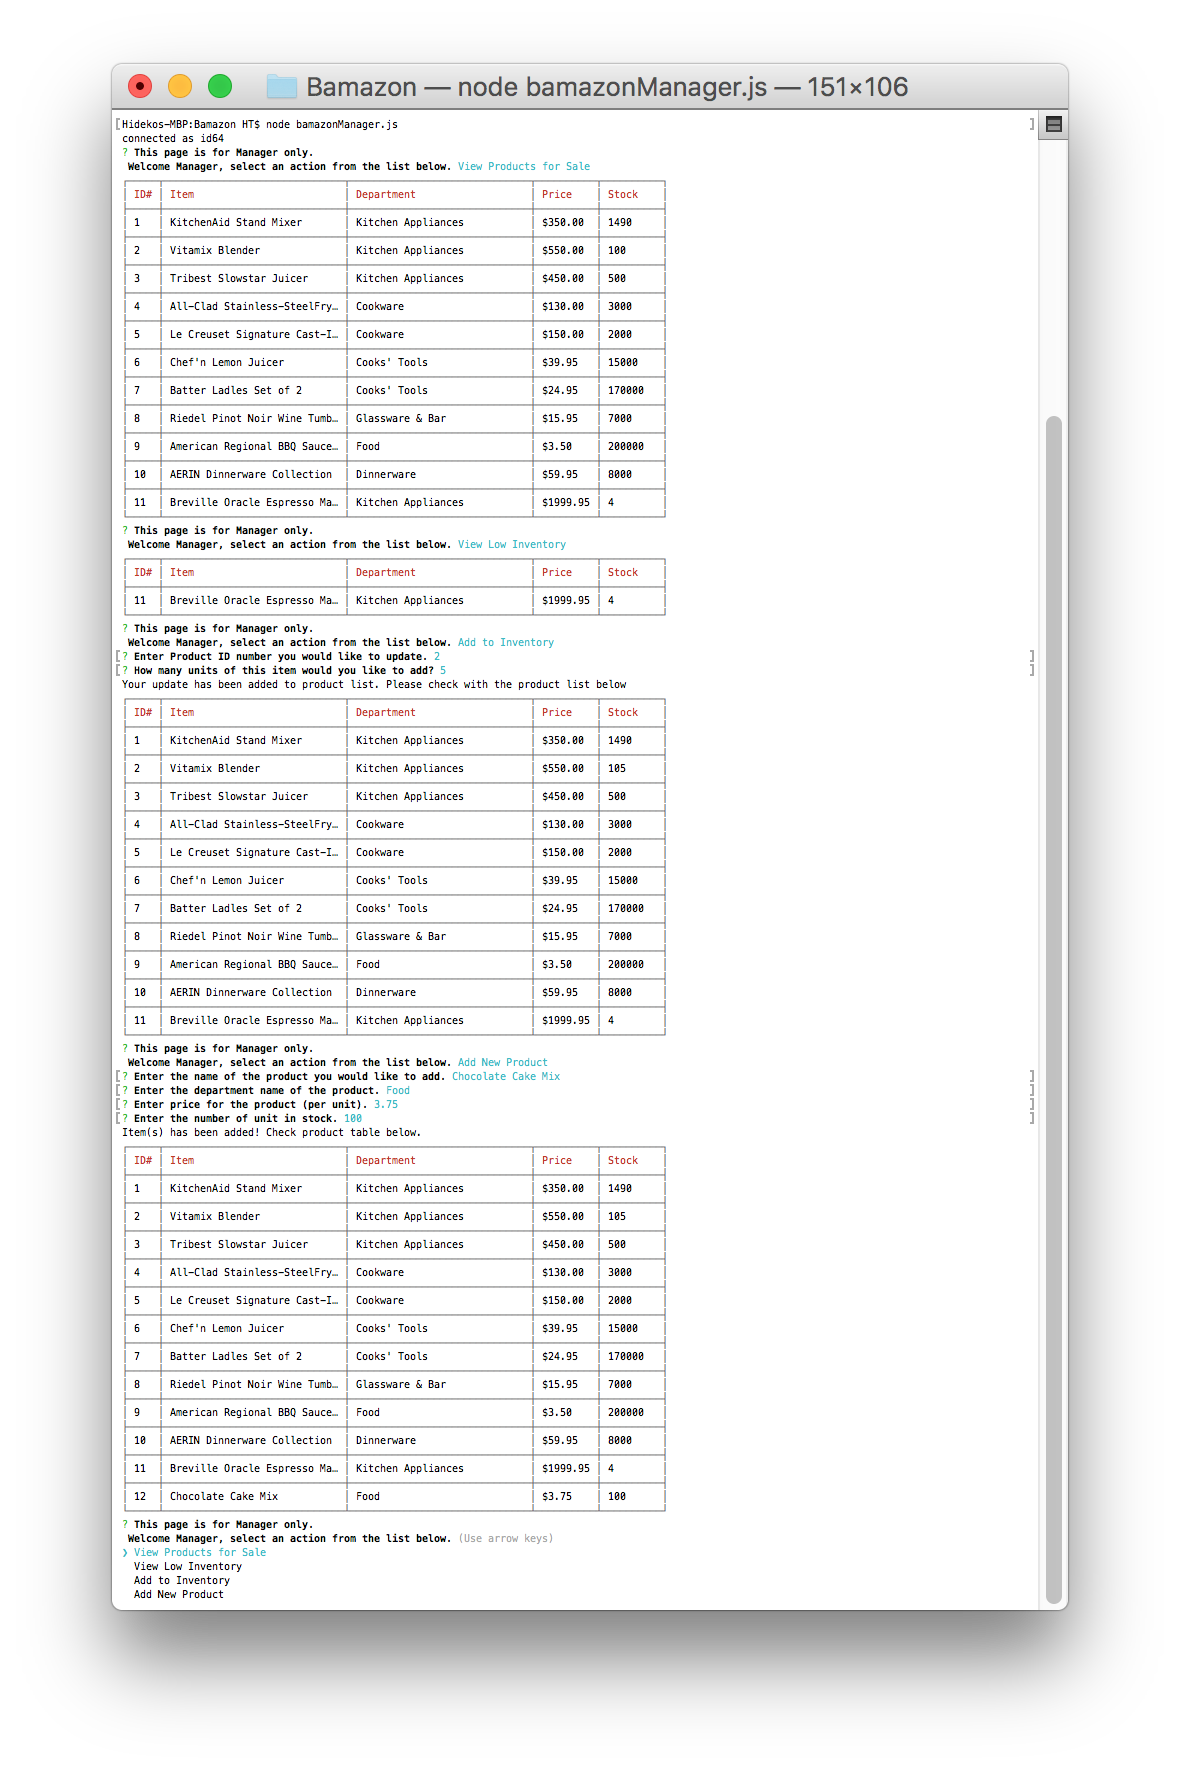 Bamazon — node bamazonManager.js — 151×106
Hidekos-MBP:Bamazon HT$ node bamazonManager.js
connected as id64
? This page is for Manager only.
Welcome Manager, select an action from the list below. View Products for Sale
ID# Item Department Price Stock
1 KitchenAid Stand Mixer Kitchen Appliances $350.00 1490
2 Vitamix Blender Kitchen Appliances $550.00 100
3 Tribest Slowstar Juicer Kitchen Appliances $450.00 500
4 All-Clad Stainless-SteelFry… Cookware $130.00 3000
5 Le Creuset Signature Cast-I… Cookware $150.00 2000
6 Chef'n Lemon Juicer Cooks' Tools $39.95 15000
7 Batter Ladles Set of 2 Cooks' Tools $24.95 170000
8 Riedel Pinot Noir Wine Tumb… Glassware & Bar $15.95 7000
9 American Regional BBQ Sauce… Food $3.50 200000
10 AERIN Dinnerware Collection Dinnerware $59.95 8000
11 Breville Oracle Espresso Ma… Kitchen Appliances $1999.95 4
? This page is for Manager only.
Welcome Manager, select an action from the list below. View Low Inventory
ID# Item Department Price Stock
11 Breville Oracle Espresso Ma… Kitchen Appliances $1999.95 4
? This page is for Manager only.
Welcome Manager, select an action from the list below. Add to Inventory
? Enter Product ID number you would like to update. 2
? How many units of this item would you like to add? 5
Your update has been added to product list. Please check with the product list below
ID# Item Department Price Stock
1 KitchenAid Stand Mixer Kitchen Appliances $350.00 1490
2 Vitamix Blender Kitchen Appliances $550.00 105
3 Tribest Slowstar Juicer Kitchen Appliances $450.00 500
4 All-Clad Stainless-SteelFry… Cookware $130.00 3000
5 Le Creuset Signature Cast-I… Cookware $150.00 2000
6 Chef'n Lemon Juicer Cooks' Tools $39.95 15000
7 Batter Ladles Set of 2 Cooks' Tools $24.95 170000
8 Riedel Pinot Noir Wine Tumb… Glassware & Bar $15.95 7000
9 American Regional BBQ Sauce… Food $3.50 200000
10 AERIN Dinnerware Collection Dinnerware $59.95 8000
11 Breville Oracle Espresso Ma… Kitchen Appliances $1999.95 4
? This page is for Manager only.
Welcome Manager, select an action from the list below. Add New Product
? Enter the name of the product you would like to add. Chocolate Cake Mix
? Enter the department name of the product. Food
? Enter price for the product (per unit). 3.75
? Enter the number of unit in stock. 100
Item(s) has been added! Check product table below.
ID# Item Department Price Stock
1 KitchenAid Stand Mixer Kitchen Appliances $350.00 1490
2 Vitamix Blender Kitchen Appliances $550.00 105
3 Tribest Slowstar Juicer Kitchen Appliances $450.00 500
4 All-Clad Stainless-SteelFry… Cookware $130.00 3000
5 Le Creuset Signature Cast-I… Cookware $150.00 2000
6 Chef'n Lemon Juicer Cooks' Tools $39.95 15000
7 Batter Ladles Set of 2 Cooks' Tools $24.95 170000
8 Riedel Pinot Noir Wine Tumb… Glassware & Bar $15.95 7000
9 American Regional BBQ Sauce… Food $3.50 200000
10 AERIN Dinnerware Collection Dinnerware $59.95 8000
11 Breville Oracle Espresso Ma… Kitchen Appliances $1999.95 4
12 Chocolate Cake Mix Food $3.75 100
? This page is for Manager only.
Welcome Manager, select an action from the list below. (Use arrow keys)
❯ View Products for Sale
View Low Inventory
Add to Inventory
Add New Product